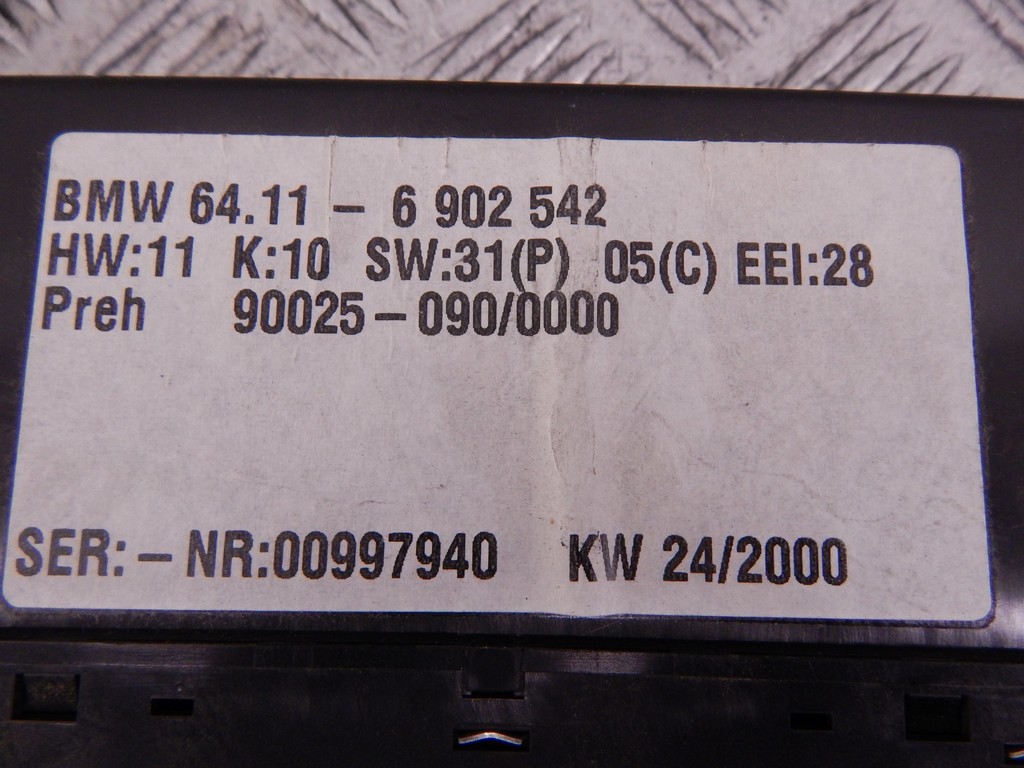 BMW 64.11 - 6 902 542
HW:11 K:10 SW:31(P) 05(C) EEI:28
Preh 90025-090/0000
SER:-NR:00997940 KW 24/2000